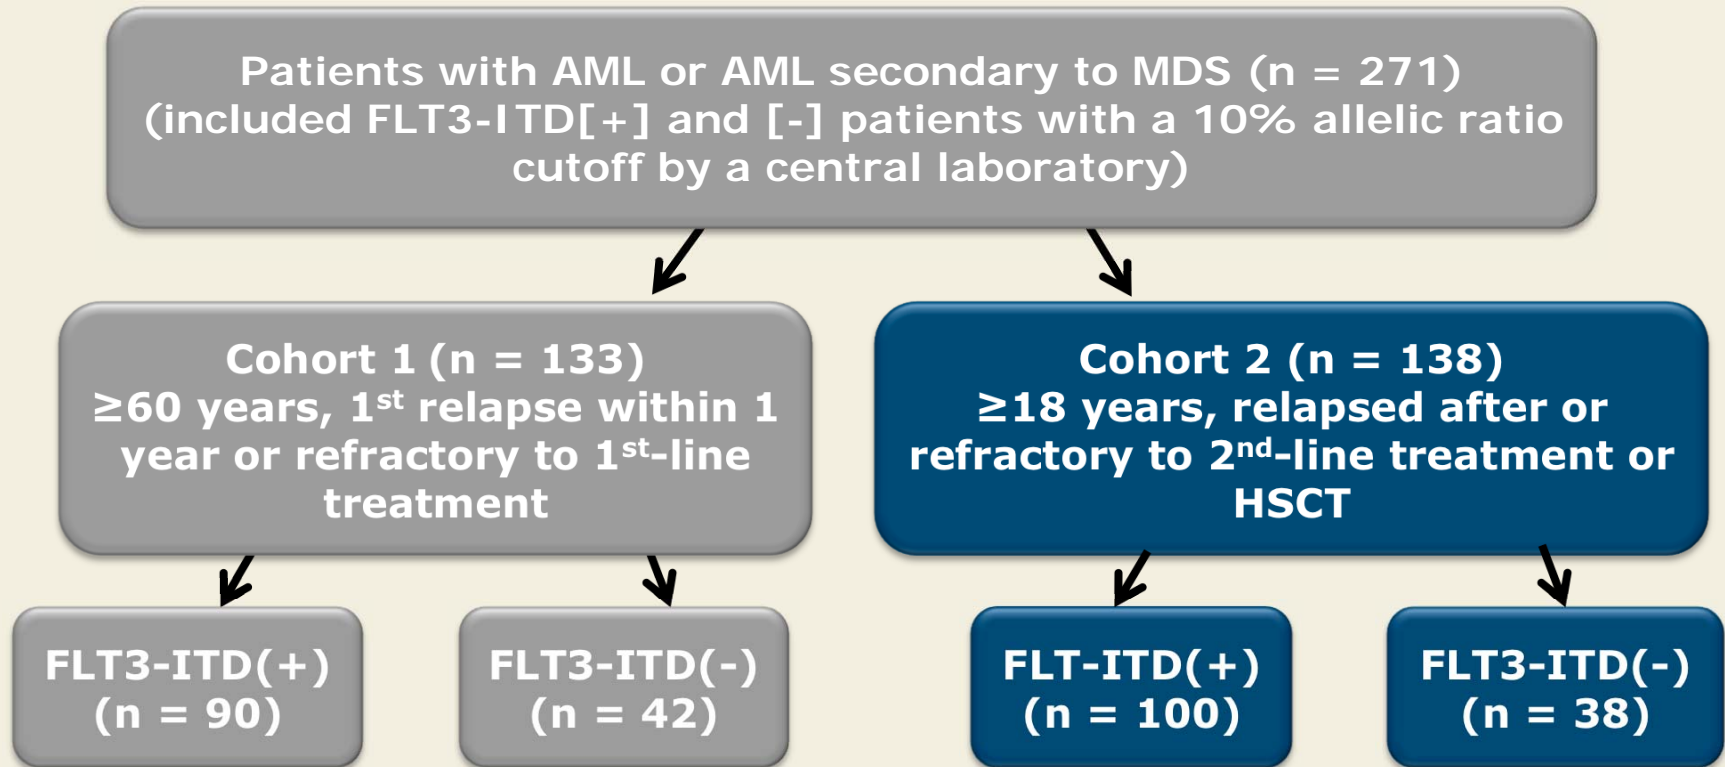 Patients with AML or AML secondary to MDS (n = 271)
(included FLT3-ITD[+] and [-] patients with a 10% allelic ratio
cutoff by a central laboratory)
Cohort 1 (n = 133)
≥60 years, 1st relapse within 1
year or refractory to 1st-line
treatment
Cohort 2 (n = 138)
≥18 years, relapsed after or
refractory to 2nd-line treatment or
HSCT
FLT3-ITD(+)
(n = 90)
FLT3-ITD(-)
(n = 42)
FLT-ITD(+)
(n = 100)
FLT3-ITD(-)
(n = 38)